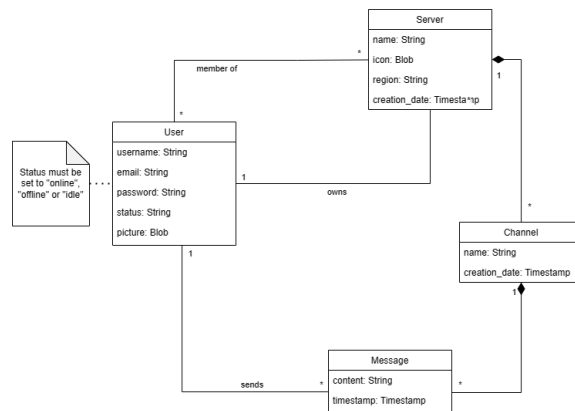 Server
name: String
icon: Blob
region: String
creation_date: Timestamp
*
1
member of
*
*
User
username: String
email: String
password: String
status: String
picture: Blob
Status must be
set to "online",
"offline" or "idle"
1
owns
*
Channel
name: String
creation_date: Timestamp
1
1
Message
content: String
timestamp: Timestamp
sends
*
*